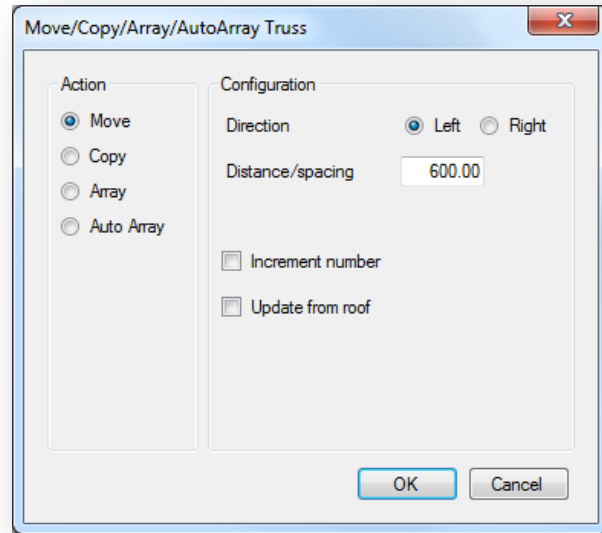 Move/Copy/Array/AutoArray Truss
Action
Move
Copy
Array
Auto Array
Configuration
Direction
Left
Right
Distance/spacing
600.00
Increment number
Update from roof
OK
Cancel